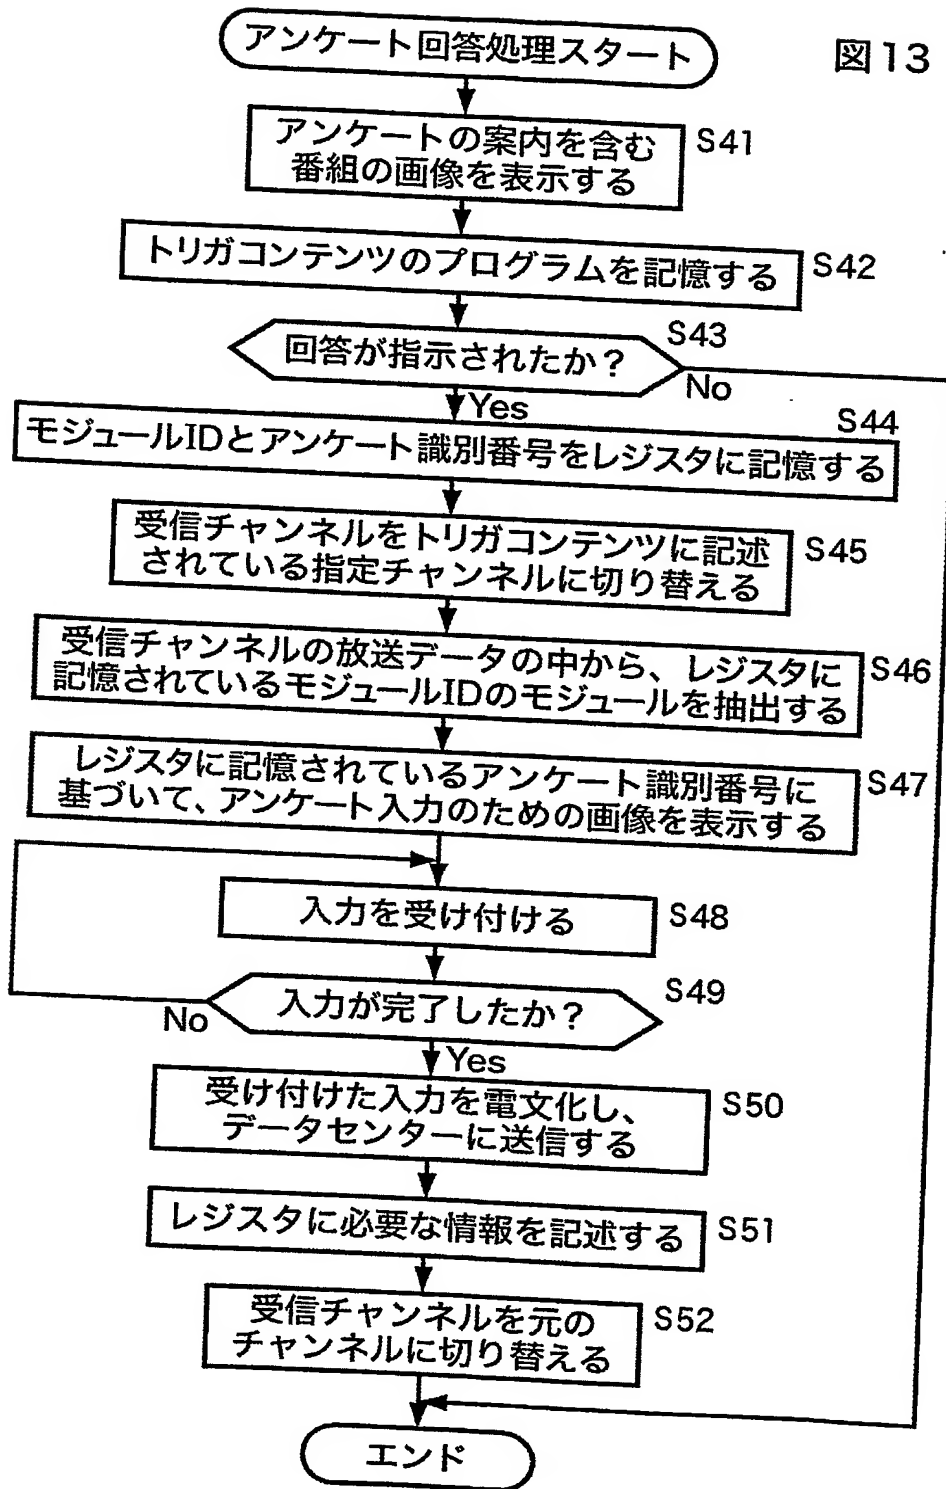 図13
アンケート回答処理スタート
アンケートの案内を含む
番組の画像を表示する
S41
トリガコンテンツのプログラムを記憶する
S42
S43
回答が指示されたか？
No
Yes
S44
モジュールIDとアンケート識別番号をレジスタに記憶する
受信チャンネルをトリガコンテンツに記述
されている指定チャンネルに切り替える
S45
受信チャンネルの放送データの中から、レジスタに
記憶されているモジュールIDのモジュールを抽出する
S46
レジスタに記憶されているアンケート識別番号に
基づいて、アンケート入力のための画像を表示する
S47
入力を受け付ける
S48
入力が完了したか？
S49
No
Yes
受け付けた入力を電文化し、
データセンターに送信する
S50
レジスタに必要な情報を記述する
S51
受信チャンネルを元の
チャンネルに切り替える
S52
エンド